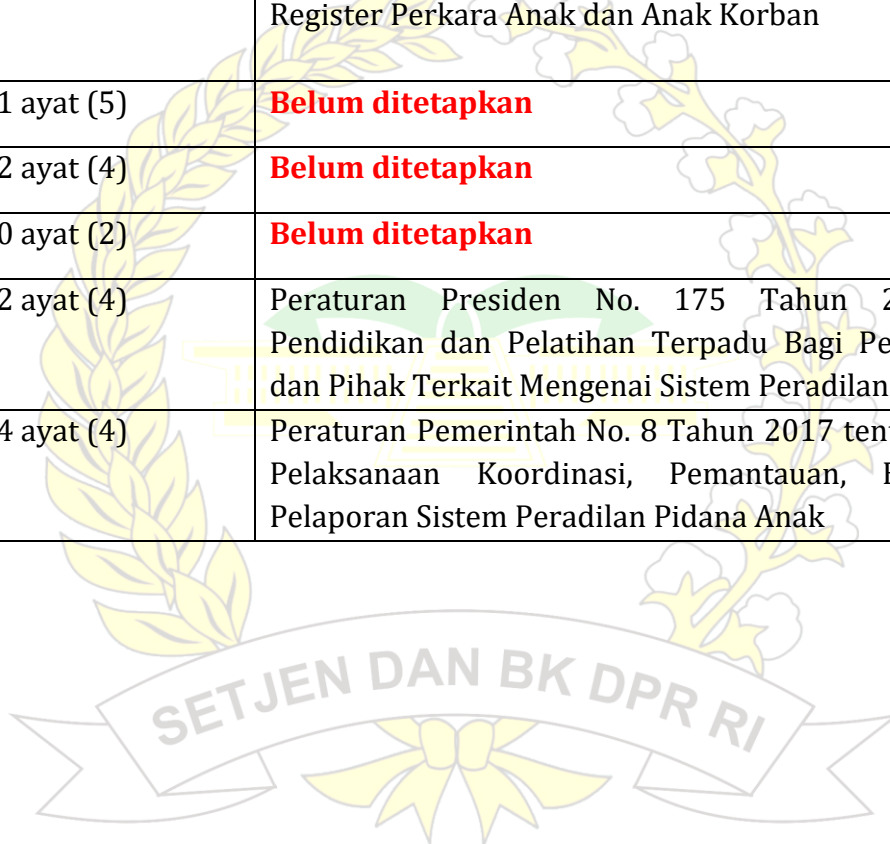 Register Perkara Anak dan Anak Korban
1 ayat (5) Belum ditetapkan
2 ayat (4) Belum ditetapkan
0 ayat (2) Belum ditetapkan
2 ayat (4) Peraturan Presiden No. 175 Tahun 2
Pendidikan dan Pelatihan Terpadu Bagi Pe
dan Pihak Terkait Mengenai Sistem Peradilan
4 ayat (4) Peraturan Pemerintah No. 8 Tahun 2017 ten
Pelaksanaan Koordinasi, Pemantauan,
Pelaporan Sistem Peradilan Pidana Anak
SETJEN DAN BK DPR RI